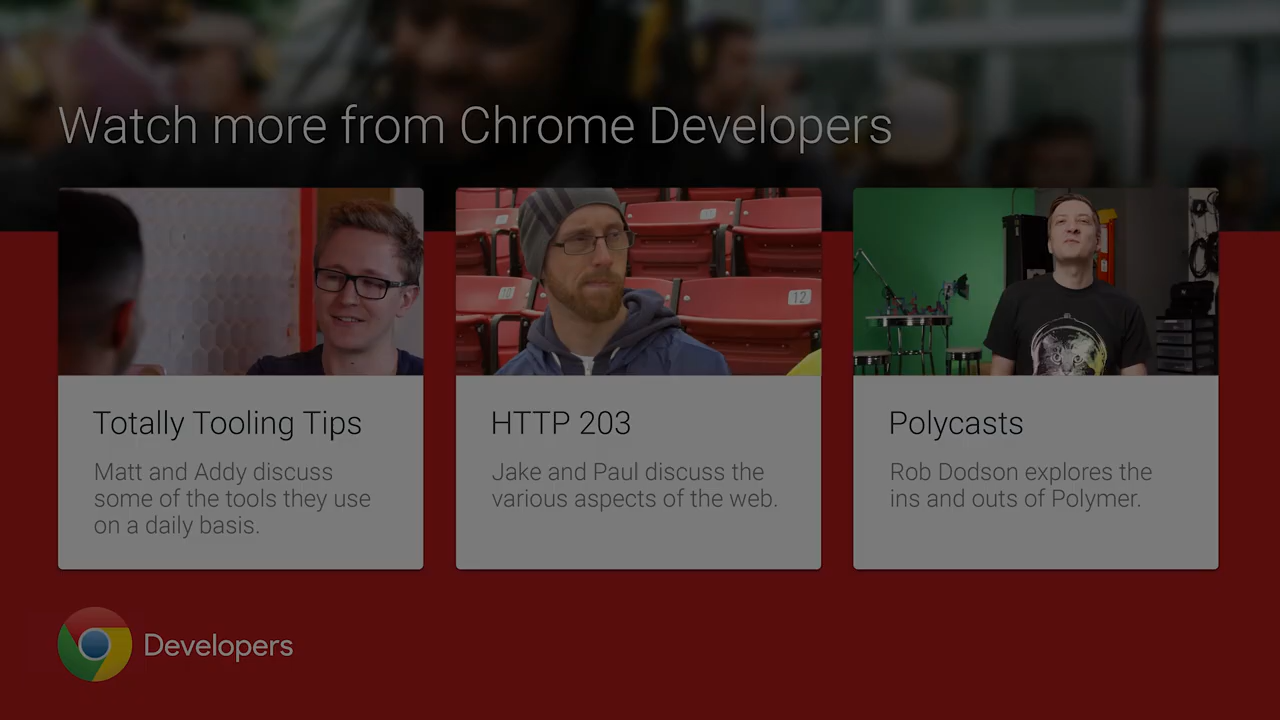 Watch more from Chrome Developers
12
12
Totally Tooling Tips
Matt and Addy discuss
some of the tools they use
on a daily basis.
HTTP 203
Jake and Paul discuss the
various aspects of the web.
Polycasts
Rob Dodson explores the
ins and outs of Polymer.
Developers